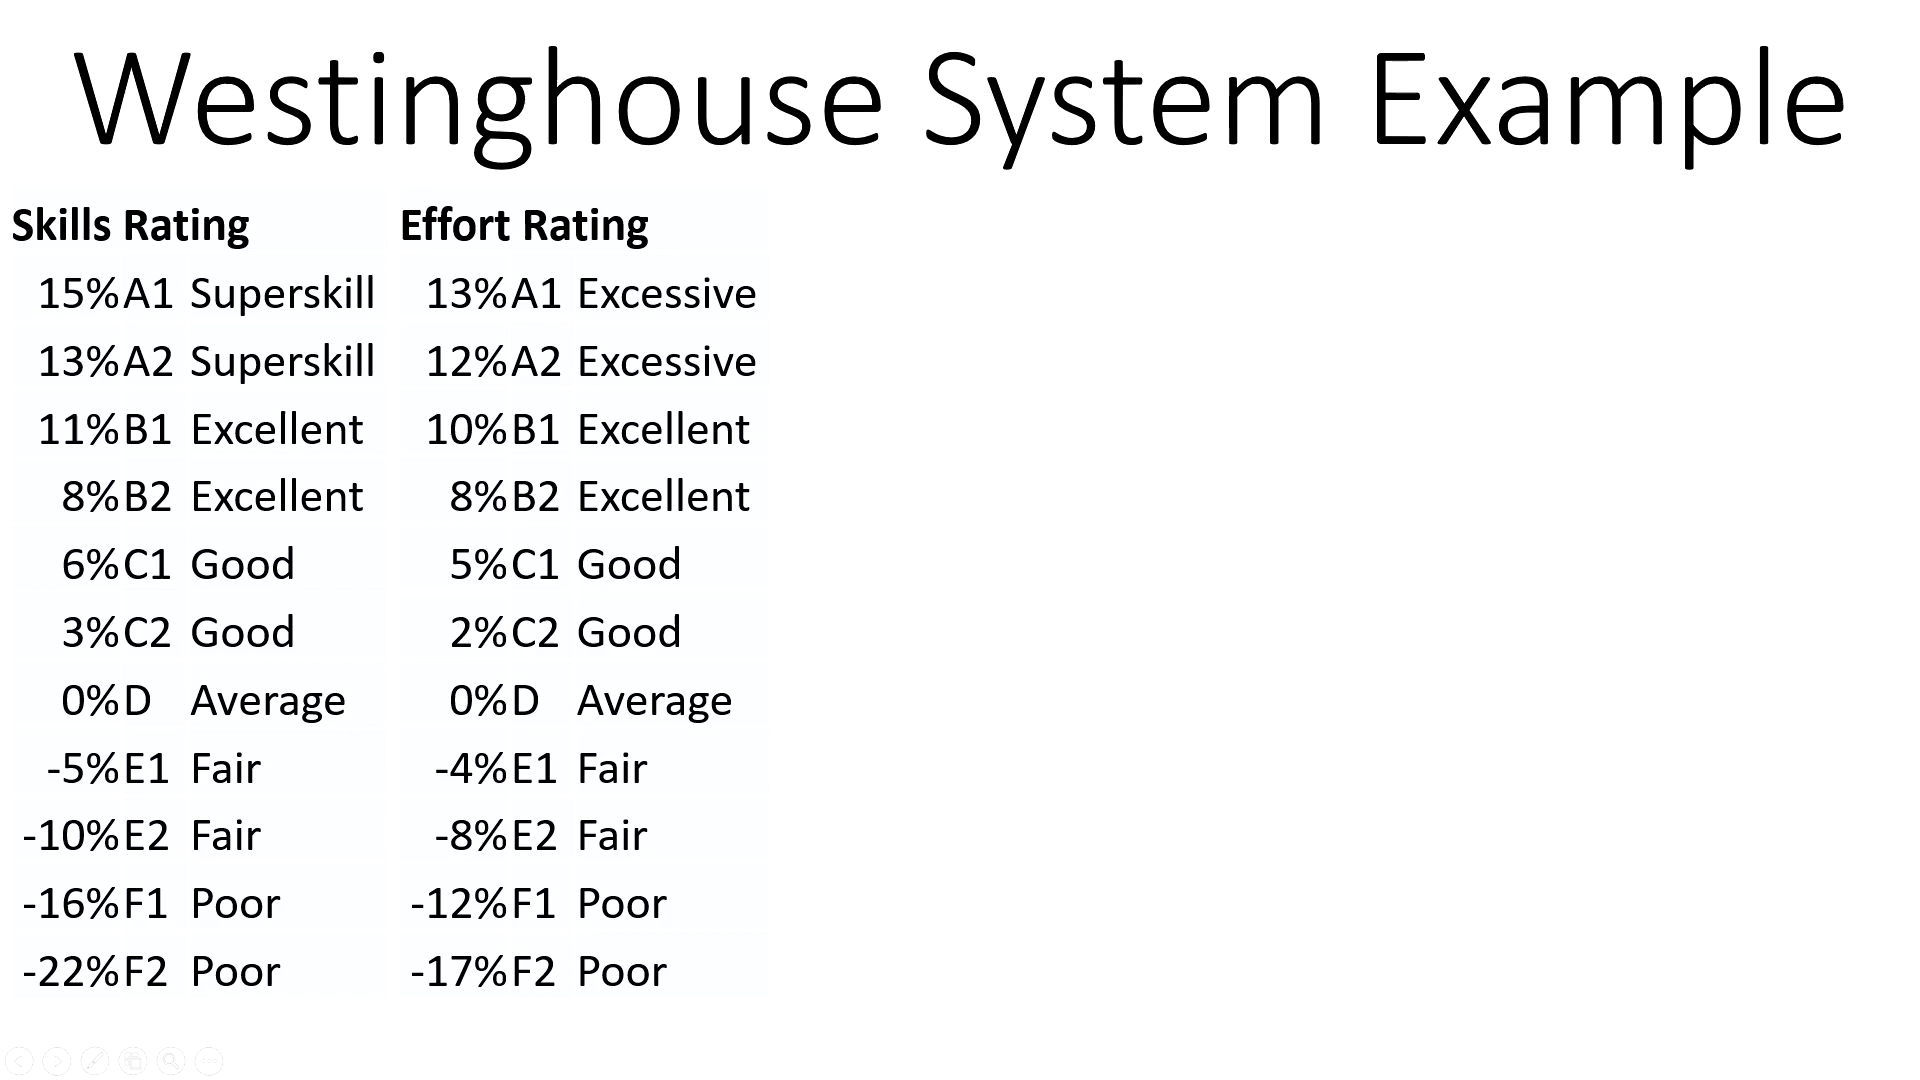 Westinghouse System Example
Skills Rating
15% A1 Superskill
13% A2 Superskill
11% B1 Excellent
8% B2 Excellent
6% C1 Good
3% C2 Good
0% D Average
-5% E1 Fair
-10% E2 Fair
-16% F1 Poor
-22% F2 Poor
Effort Rating
13% A1 Excessive
12% A2 Excessive
10% B1 Excellent
8% B2 Excellent
5% C1 Good
2% C2 Good
0% D Average
-4% E1 Fair
-8% E2 Fair
-12% F1 Poor
-17% F2 Poor